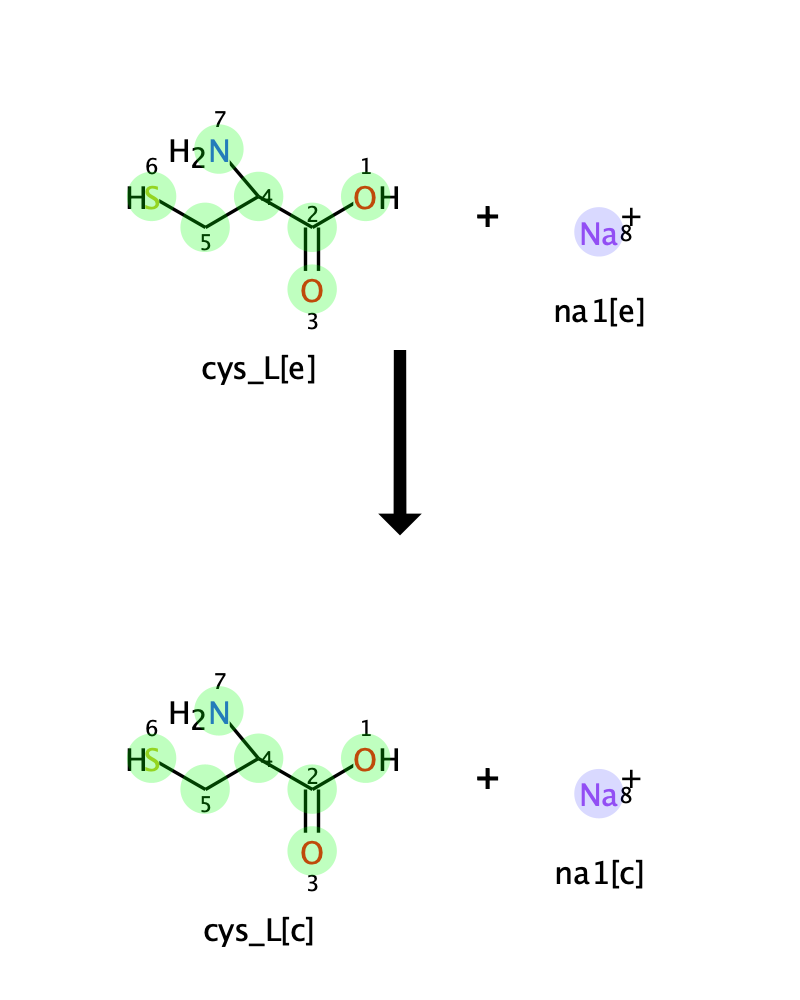 7
H2N
6 1
HS 4 2 OH + Na+ 8
5
O
3
na1[e]
cys_L[e]
7
H2N
6 1
HS 4 2 OH + Na+ 8
5
O
3
na1[c]
cys_L[c]